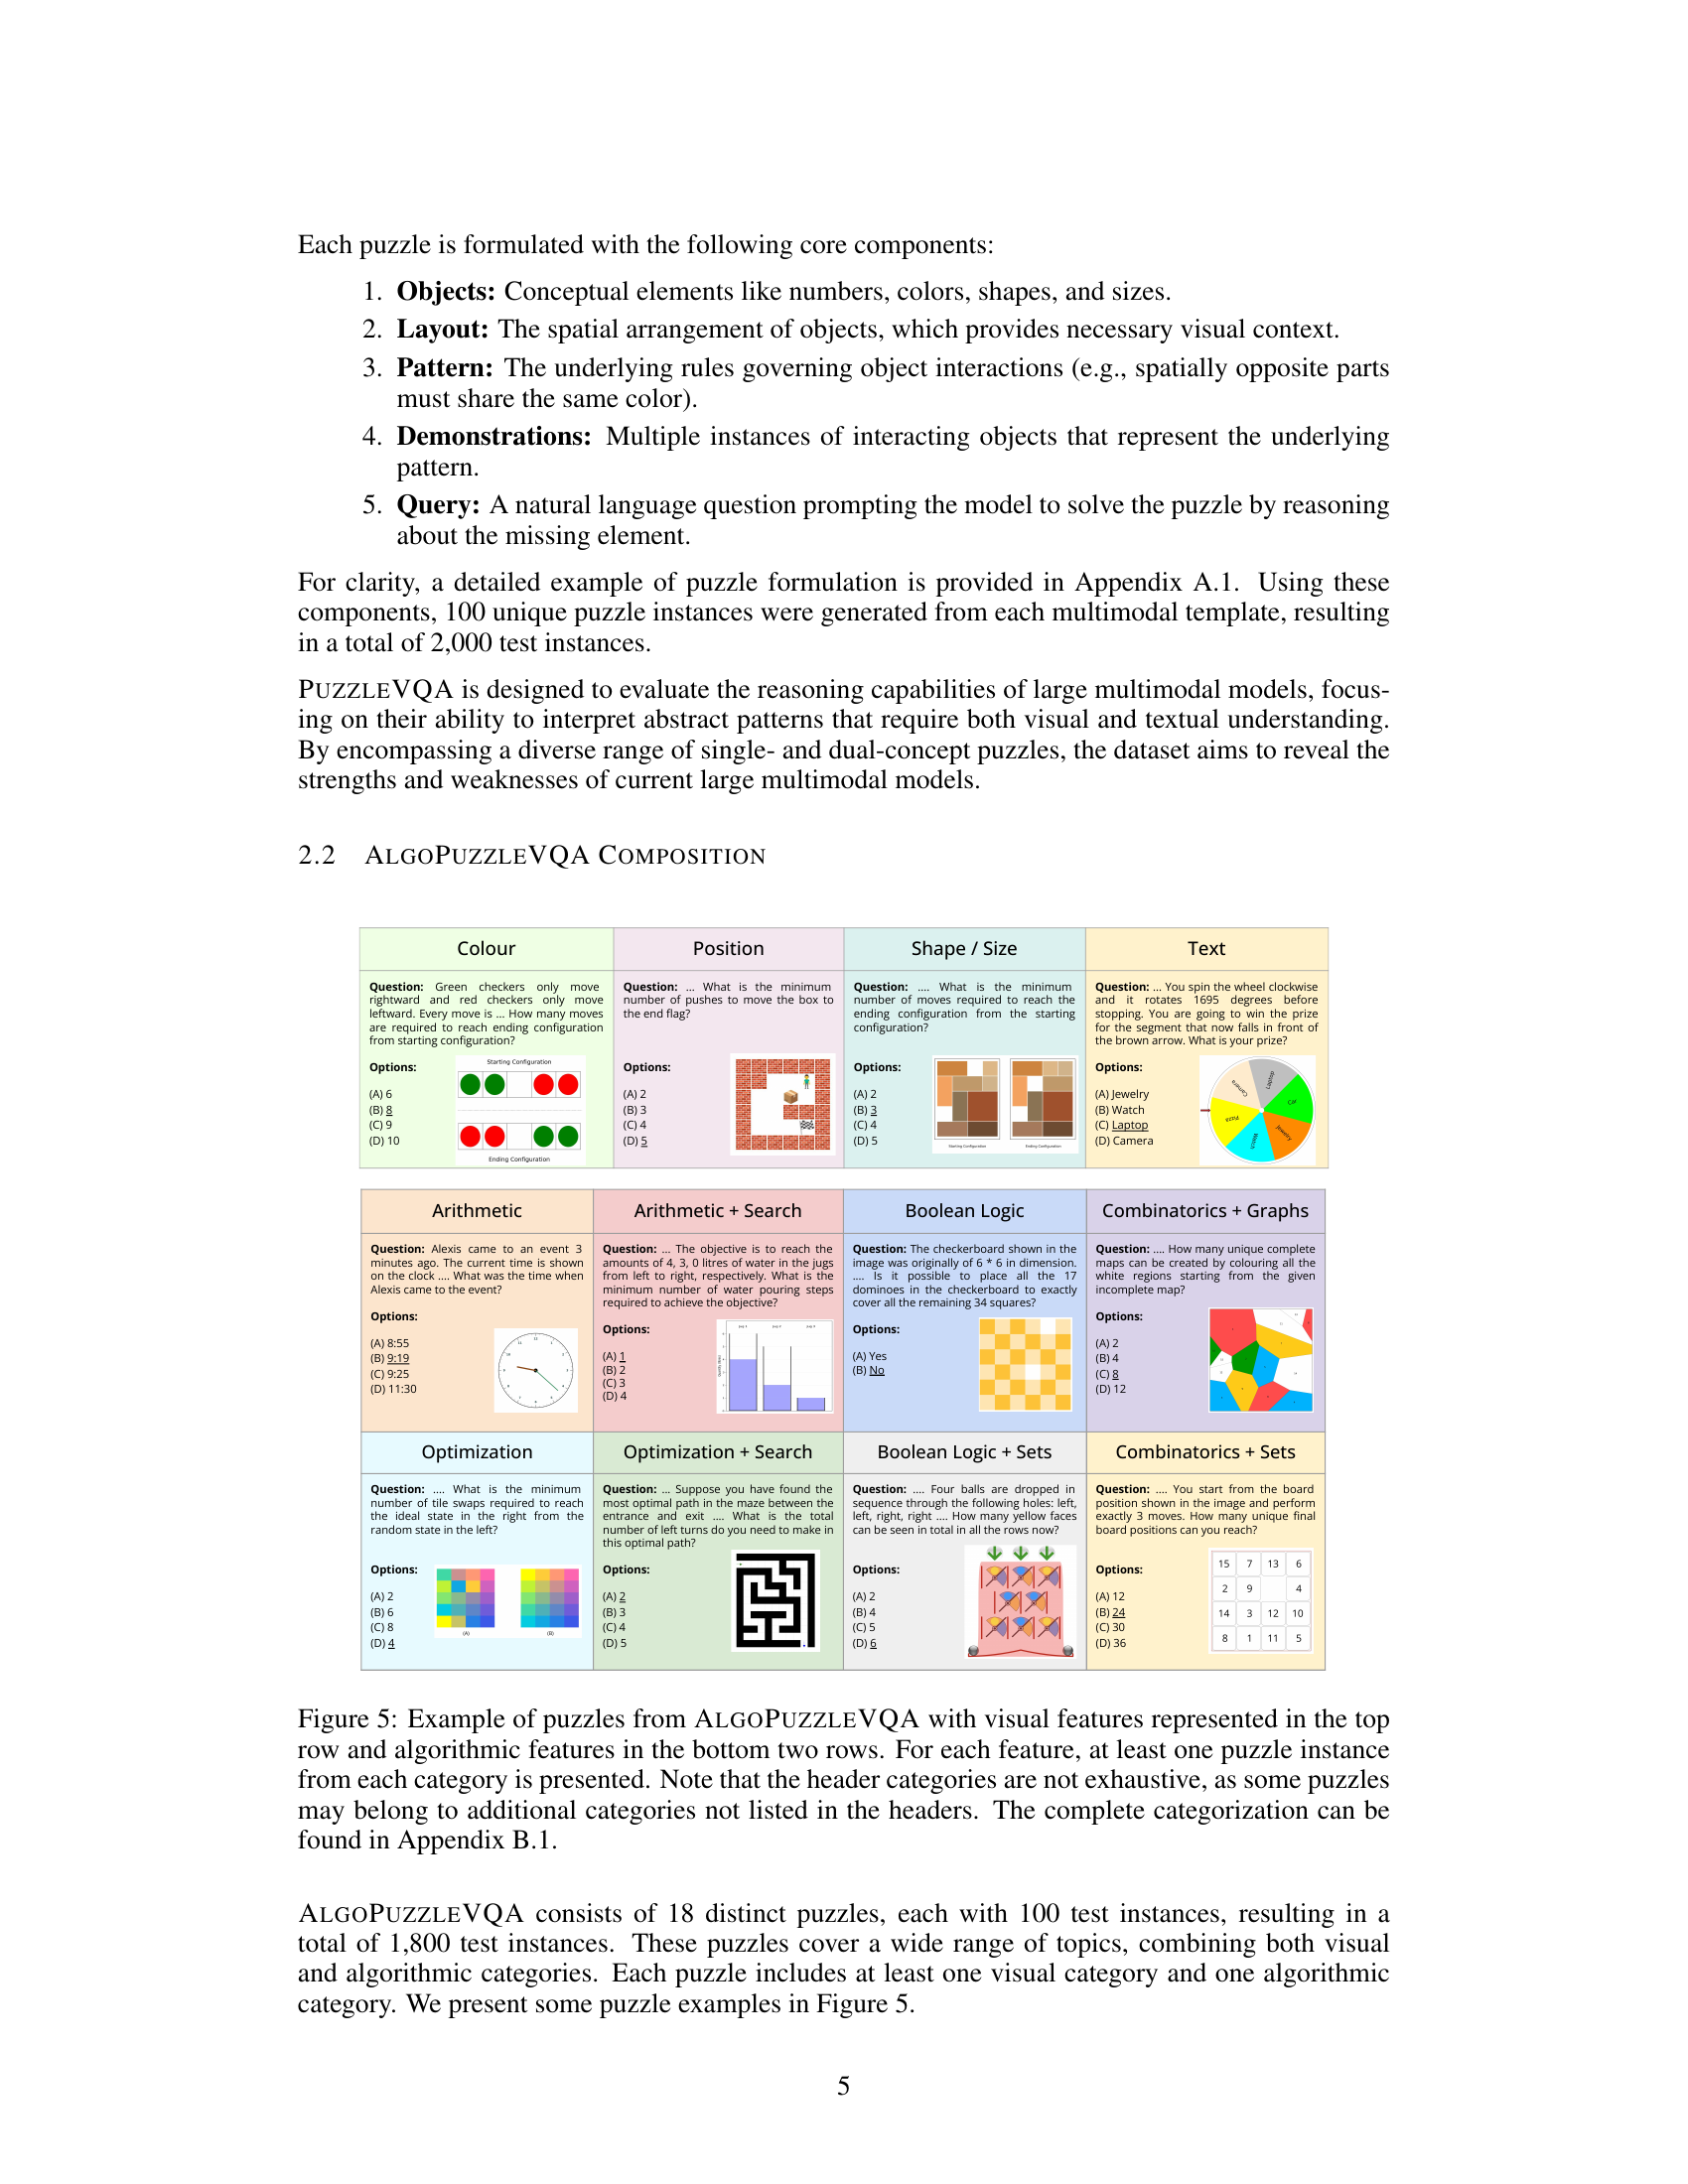 Each puzzle is formulated with the following core components:
1. Objects: Conceptual elements like numbers, colors, shapes, and sizes.
2. Layout: The spatial arrangement of objects, which provides necessary visual context.
3. Pattern: The underlying rules governing object interactions (e.g., spatially opposite parts
must share the same color).
4. Demonstrations: Multiple instances of interacting objects that represent the underlying
pattern.
5. Query: A natural language question prompting the model to solve the puzzle by reasoning
about the missing element.
For clarity, a detailed example of puzzle formulation is provided in Appendix A.1. Using these
components, 100 unique puzzle instances were generated from each multimodal template, resulting
in a total of 2,000 test instances.
PUZZLEVQA is designed to evaluate the reasoning capabilities of large multimodal models, focus-
ing on their ability to interpret abstract patterns that require both visual and textual understanding.
By encompassing a diverse range of single- and dual-concept puzzles, the dataset aims to reveal the
strengths and weaknesses of current large multimodal models.
2.2 ALGOPUZZLEVQA COMPOSITION
Colour
Question: Green checkers only move
rightward and red checkers only move
leftward. Every move is ... How many moves
are required to reach ending configuration
from starting configuration?
Options:
(A) 6
(B) 8
(C) 9
(D) 10
Starting Configuration
Ending Configuration
Position
Question: ... What is the minimum
number of pushes to move the box to
the end flag?
Options:
(A) 2
(B) 3
(C) 4
(D) 5
Shape / Size
Question: .... What is the minimum
number of moves required to reach the
ending configuration from the starting
configuration?
Options:
(A) 2
(B) 3
(C) 4
(D) 5
Starting Configuration
Ending Configuration
Text
Question: ... You spin the wheel clockwise
and it rotates 1695 degrees before
stopping. You are going to win the prize
for the segment that now falls in front of
the brown arrow. What is your prize?
Options:
(A) Jewelry
(B) Watch
(C) Laptop
(D) Camera
Laptop
Camera
Pizza
Watch
Jewelry
Arithmetic
Question: Alexis came to an event 3
minutes ago. The current time is shown
on the clock .... What was the time when
Alexis came to the event?
Options:
(A) 8:55
(B) 9:19
(C) 9:25
(D) 11:30
Arithmetic + Search
Question: ... The objective is to reach the
amounts of 4, 3, 0 litres of water in the jugs
from left to right, respectively. What is the
minimum number of water pouring steps
required to achieve the objective?
Options:
(A) 1
(B) 2
(C) 3
(D) 4
Boolean Logic
Question: The checkerboard shown in the
image was originally of 6 * 6 in dimension.
.... Is it possible to place all the 17
dominoes in the checkerboard to exactly
cover all the remaining 34 squares?
Options:
(A) Yes
(B) No
Combinatorics + Graphs
Question: .... How many unique complete
maps can be created by colouring all the
white regions starting from the given
incomplete map?
Options:
(A) 2
(B) 4
(C) 8
(D) 12
Optimization
Question: .... What is the minimum
number of tile swaps required to reach
the ideal state in the right from the
random state in the left?
Options:
(A) 2
(B) 6
(C) 8
(D) 4
(A)
(B)
Optimization + Search
Question: ... Suppose you have found the
most optimal path in the maze between the
entrance and exit .... What is the total
number of left turns do you need to make in
this optimal path?
Options:
(A) 2
(B) 3
(C) 4
(D) 5
Boolean Logic + Sets
Question: .... Four balls are dropped in
sequence through the following holes: left,
left, right, right .... How many yellow faces
can be seen in total in all the rows now?
Options:
(A) 2
(B) 4
(C) 5
(D) 6
Combinatorics + Sets
Question: .... You start from the board
position shown in the image and perform
exactly 3 moves. How many unique final
board positions can you reach?
Options:
(A) 12
(B) 24
(C) 30
(D) 36
15 7 13 6
2 9 4
14 3 12 10
8 1 11 5
Figure 5: Example of puzzles from ALGOPUZZLEVQA with visual features represented in the top
row and algorithmic features in the bottom two rows. For each feature, at least one puzzle instance
from each category is presented. Note that the header categories are not exhaustive, as some puzzles
may belong to additional categories not listed in the headers. The complete categorization can be
found in Appendix B.1.
ALGOPUZZLEVQA consists of 18 distinct puzzles, each with 100 test instances, resulting in a
total of 1,800 test instances. These puzzles cover a wide range of topics, combining both visual
and algorithmic categories. Each puzzle includes at least one visual category and one algorithmic
category. We present some puzzle examples in Figure 5.
5